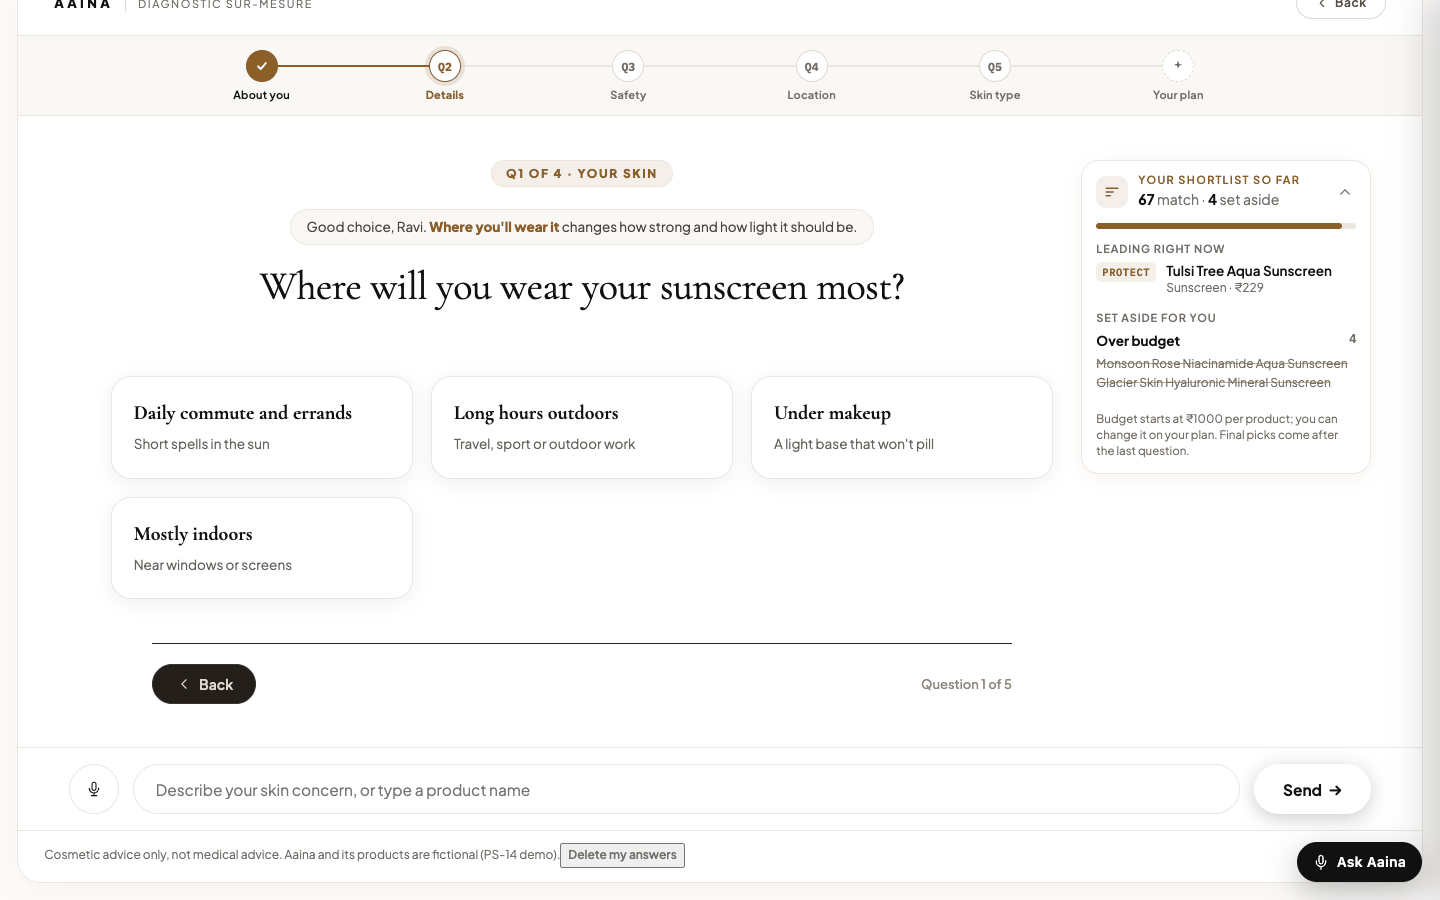 AAINA
DIAGNOSTIC SUR-MESURE
Back
Q2
Q3
Q4
Q5
About you
Details
Safety
Location
Skin type
Your plan
Q1 OF 4 · YOUR SKIN
Good choice, Ravi. Where you'll wear it changes how strong and how light it should be.
Where will you wear your sunscreen most?
Daily commute and errands
Short spells in the sun
Long hours outdoors
Travel, sport or outdoor work
Under makeup
A light base that won't pill
Mostly indoors
Near windows or screens
Back
Question 1 of 5
YOUR SHORTLIST SO FAR
67 match · 4 set aside
LEADING RIGHT NOW
PROTECT
Tulsi Tree Aqua Sunscreen
Sunscreen · ₹229
SET ASIDE FOR YOU
Over budget
4
Monsoon Rose Niacinamide Aqua Sunscreen
Glacier Skin Hyaluronic Mineral Sunscreen
Budget starts at ₹1000 per product; you can
change it on your plan. Final picks come after
the last question.
Describe your skin concern, or type a product name
Send →
Cosmetic advice only, not medical advice. Aaina and its products are fictional (PS-14 demo).
Delete my answers
Ask Aaina